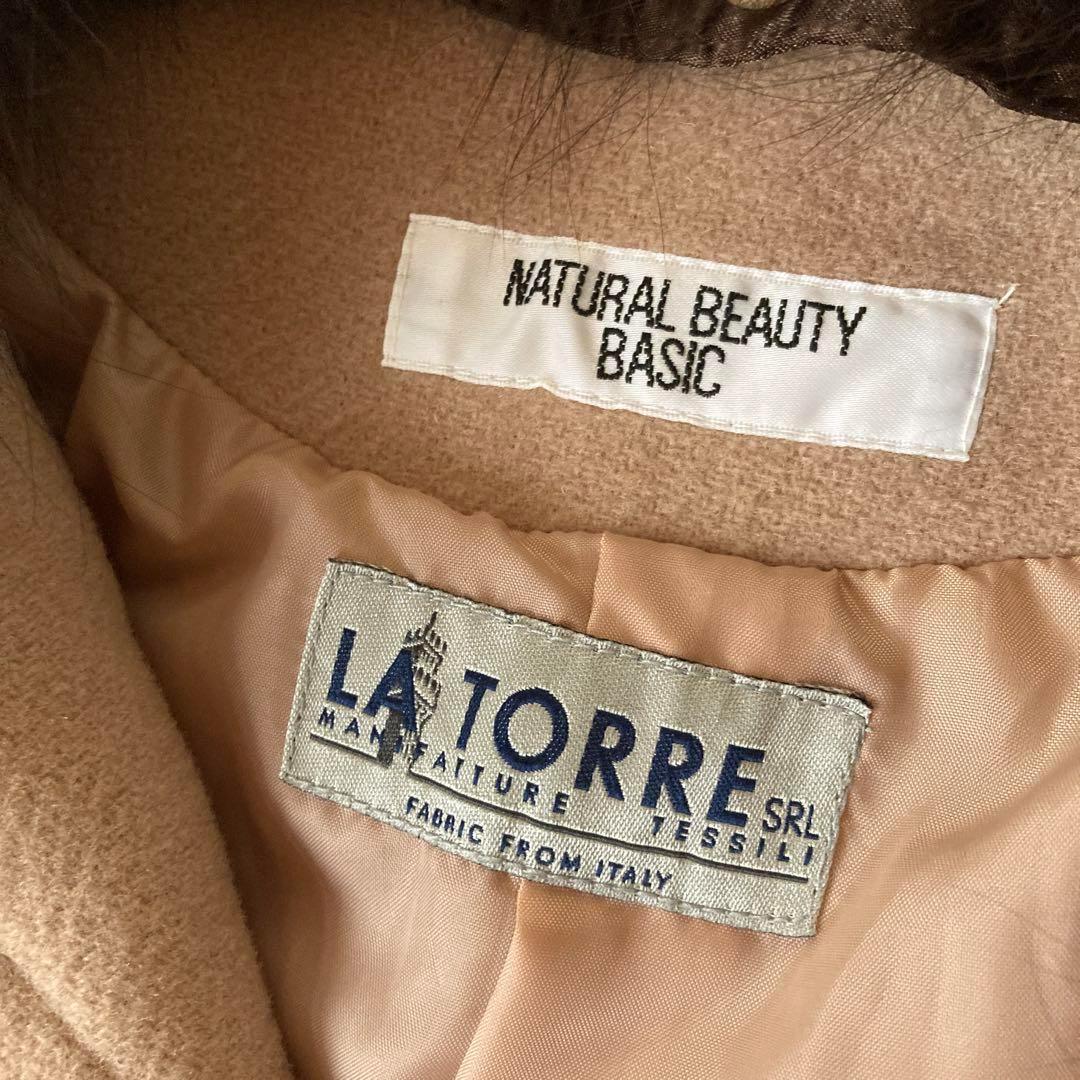 NATURAL BEAUTY
BASIC
LA TORRE SRL
MANIFATTURE TESSILI
FABRIC FROM ITALY